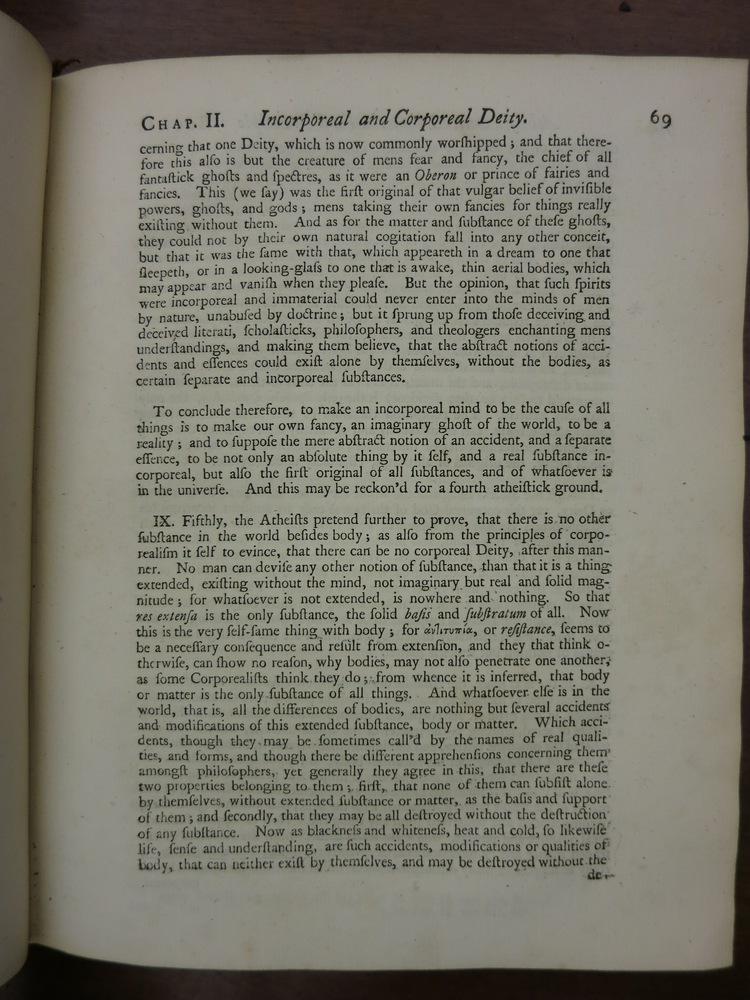 CHAP. II. Incorporeal and Corporeal Deity. 69
cerning that one Deity, which is now commonly worſhipped ; and that there-
fore this alſo is but the creature of mens fear and fancy, the chief of all
fantaſtick ghoſts and ſpectres, as it were an Oberon or prince of fairies and
fancies. This (we ſay) was the firſt original of that vulgar belief of inviſible
powers, ghoſts, and gods ; mens taking their own fancies for things really
exiſting without them. And as for the matter and ſubſtance of theſe ghoſts,
they could not by their own natural cogitation fall into any other conceit,
but that it was the ſame with that, which appeareth in a dream to one that
ſleepeth, or in a looking-glaſs to one that is awake, thin aerial bodies, which
may appear and vaniſh when they pleaſe. But the opinion, that ſuch ſpirits
were incorporeal and immaterial could never enter into the minds of men
by nature, unabuſed by doctrine ; but it ſprung up from thoſe deceiving and
deceived literati, ſcholaſticks, philoſophers, and theologers enchanting mens
underſtandings, and making them believe, that the abſtract notions of acci-
dents and eſſences could exiſt alone by themſelves, without the bodies, as
certain ſeparate and incorporeal ſubſtances.
To conclude therefore, to make an incorporeal mind to be the cauſe of all
things is to make our own fancy, an imaginary ghoſt of the world, to be a
reality ; and to ſuppoſe the mere abſtract notion of an accident, and a ſeparate
eſſence, to be not only an abſolute thing by it ſelf, and a real ſubſtance in-
corporeal, but alſo the firſt original of all ſubſtances, and of whatſoever is
in the univerſe. And this may be reckon'd for a fourth atheiſtick ground.
IX. Fifthly, the Atheiſts pretend further to prove, that there is no other
ſubſtance in the world beſides body ; as alſo from the principles of corpo-
realiſm it ſelf to evince, that there can be no corporeal Deity, after this man-
ner. No man can deviſe any other notion of ſubſtance, than that it is a thing
extended, exiſting without the mind, not imaginary but real and ſolid mag-
nitude ; for whatſoever is not extended, is nowhere and nothing. So that
res extenſa is the only ſubſtance, the ſolid baſis and ſubſtratum of all. Now
this is the very ſelf-ſame thing with body ; for ἀντιτυπία, or reſiſtance, ſeems to
be a neceſſary conſequence and reſult from extenſion, and they that think o-
therwiſe, can ſhow no reaſon, why bodies, may not alſo penetrate one another,
as ſome Corporealiſts think they do ; from whence it is inferred, that body
or matter is the only ſubſtance of all things. And whatſoever elſe is in the
world, that is, all the differences of bodies, are nothing but ſeveral accidents
and modifications of this extended ſubſtance, body or matter. Which acci-
dents, though they may be ſometimes call'd by the names of real quali-
ties, and forms, and though there be different apprehenſions concerning them
amongſt philoſophers, yet generally they agree in this, that there are theſe
two properties belonging to them ; firſt, that none of them can ſubſiſt alone
by themſelves, without extended ſubſtance or matter, as the baſis and ſupport
of them ; and ſecondly, that they may be all deſtroyed without the deſtruction
of any ſubſtance. Now as blackneſs and whiteneſs, heat and cold, ſo likewiſe
life, ſenſe and underſtanding, are ſuch accidents, modifications or qualities of
body, that can neither exiſt by themſelves, and may be deſtroyed without the
de-